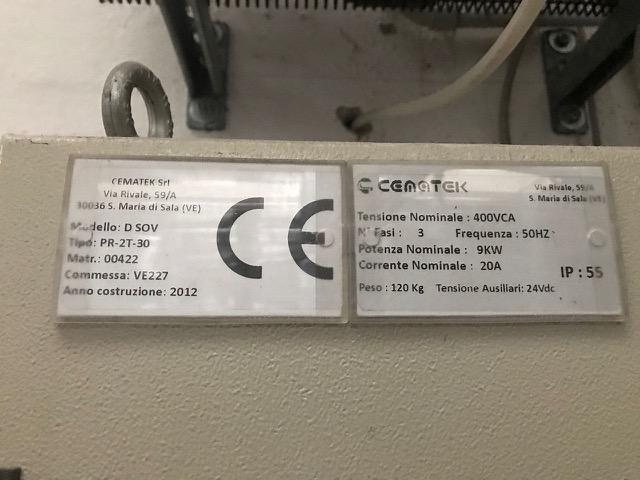 CEMATEK Srl
Via Rivale, 59/A
30036 S. Maria di Sala (VE)
Modello: D SOV
Tipo: PR-2T-30
Matr.: 00422
Commessa: VE227
Anno costruzione: 2012
CE
CEMATEK
Via Rivale, 59/A
S. Maria di Sala (VE)
Tensione Nominale : 400VCA
N° Fasi : 3 Frequenza : 50HZ
Potenza Nominale : 9KW
Corrente Nominale : 20A
IP : 55
Peso : 120 Kg Tensione Ausiliari: 24Vdc